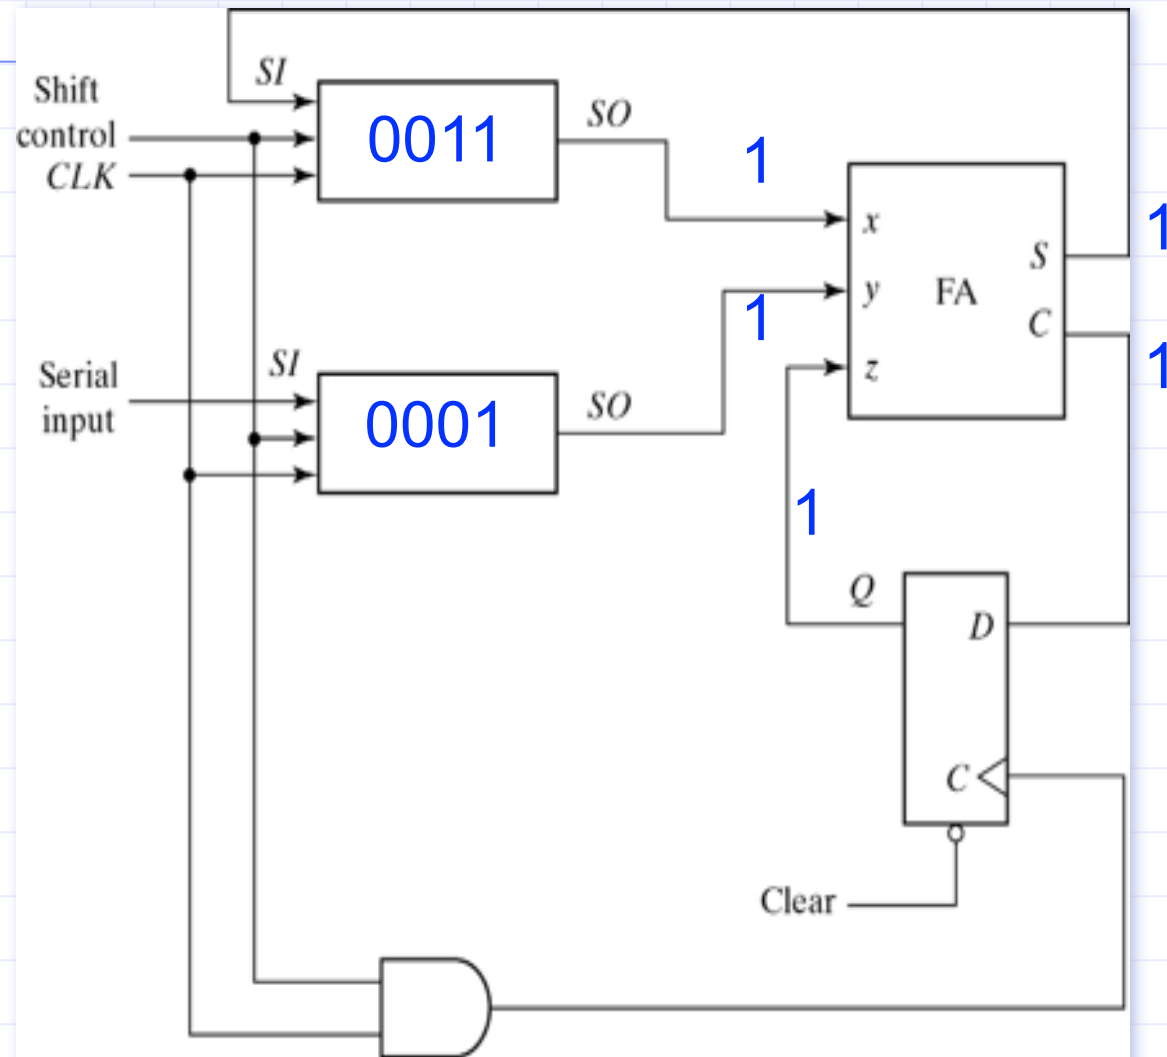 SI
Shift
control
CLK
0011
SO
1
x
S
1
y
FA
1
C
z
1
SI
Serial
input
0001
SO
1
Q
D
C
Clear